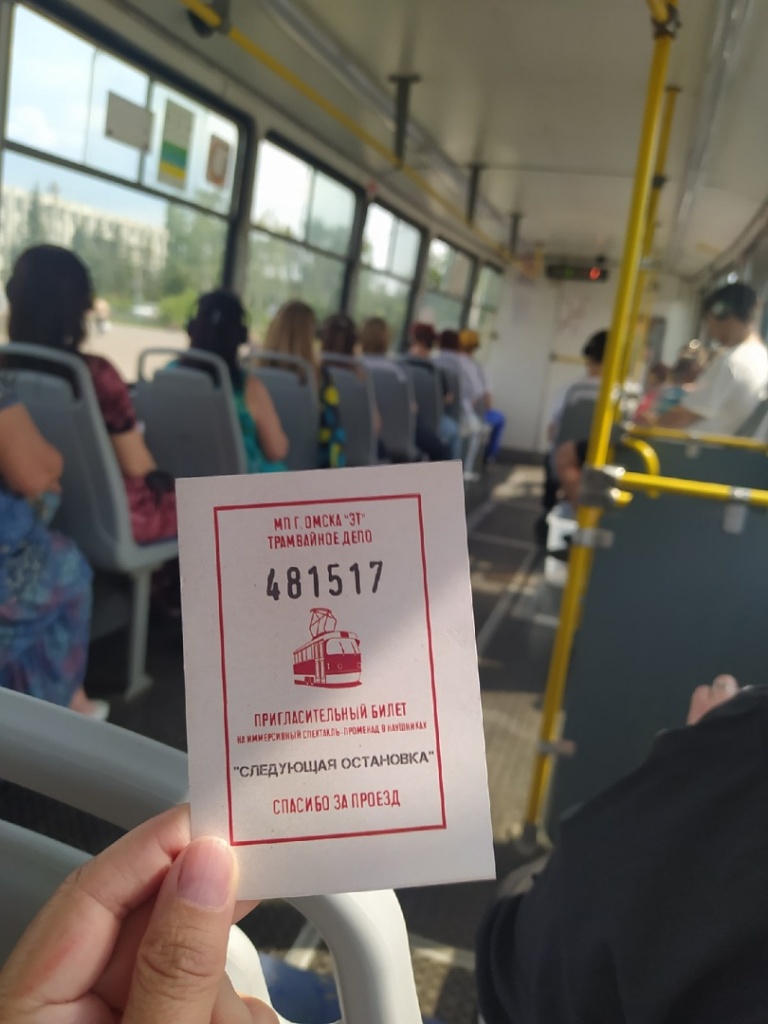 МП Г. ОМСКА "ЭТ"
ТРАМВАЙНОЕ ДЕПО
481517
ПРИГЛАСИТЕЛЬНЫЙ БИЛЕТ
НА ИММЕРСИВНЫЙ СПЕКТАКЛЬ-ПРОМЕНАД В НАУШНИКАХ
"СЛЕДУЮЩАЯ ОСТАНОВКА"
СПАСИБО ЗА ПРОЕЗД